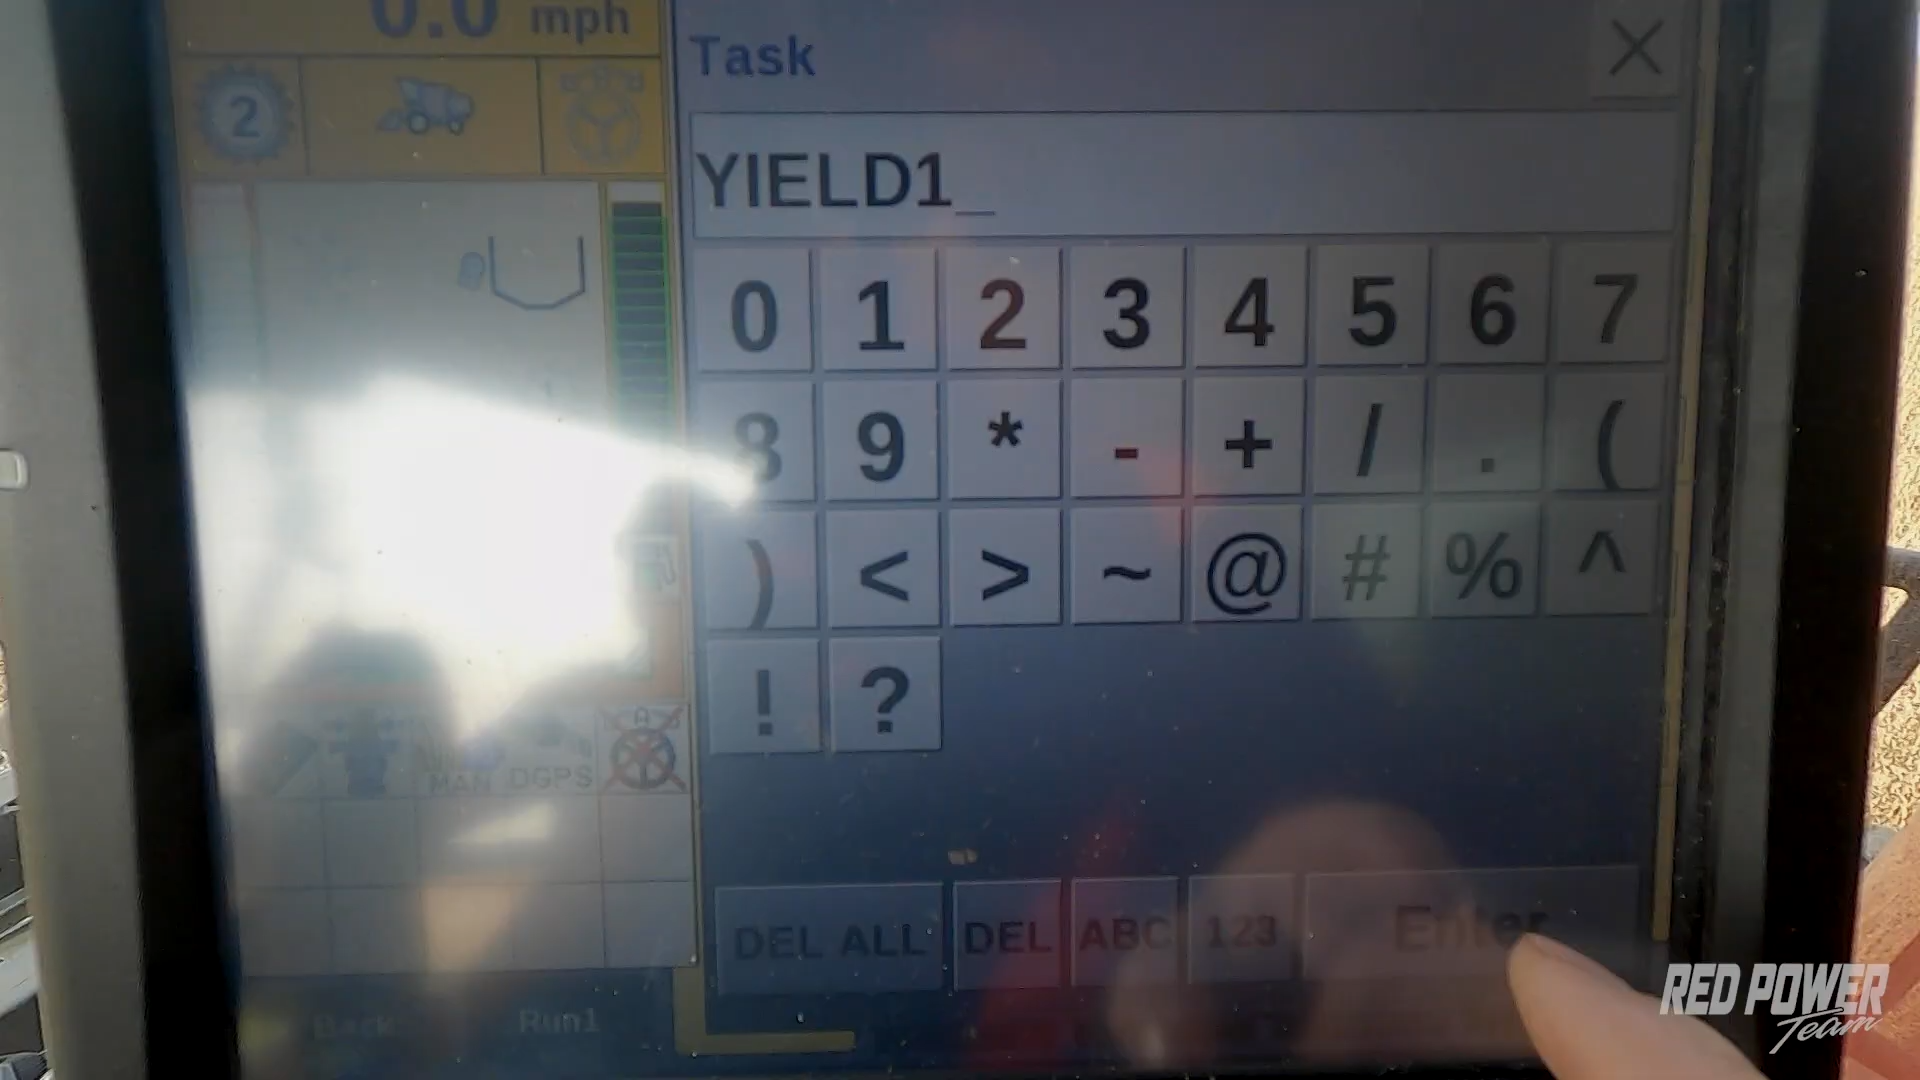 0.0 mph
Task
2
YIELD1_
0 1 2 3 4 5 6 7
8 9 * - + / . (
) < > ~ @ # % ^
! ?
MAN DGPS A
DEL ALL DEL ABC 123 Enter
Back Run1
RED POWER
Team